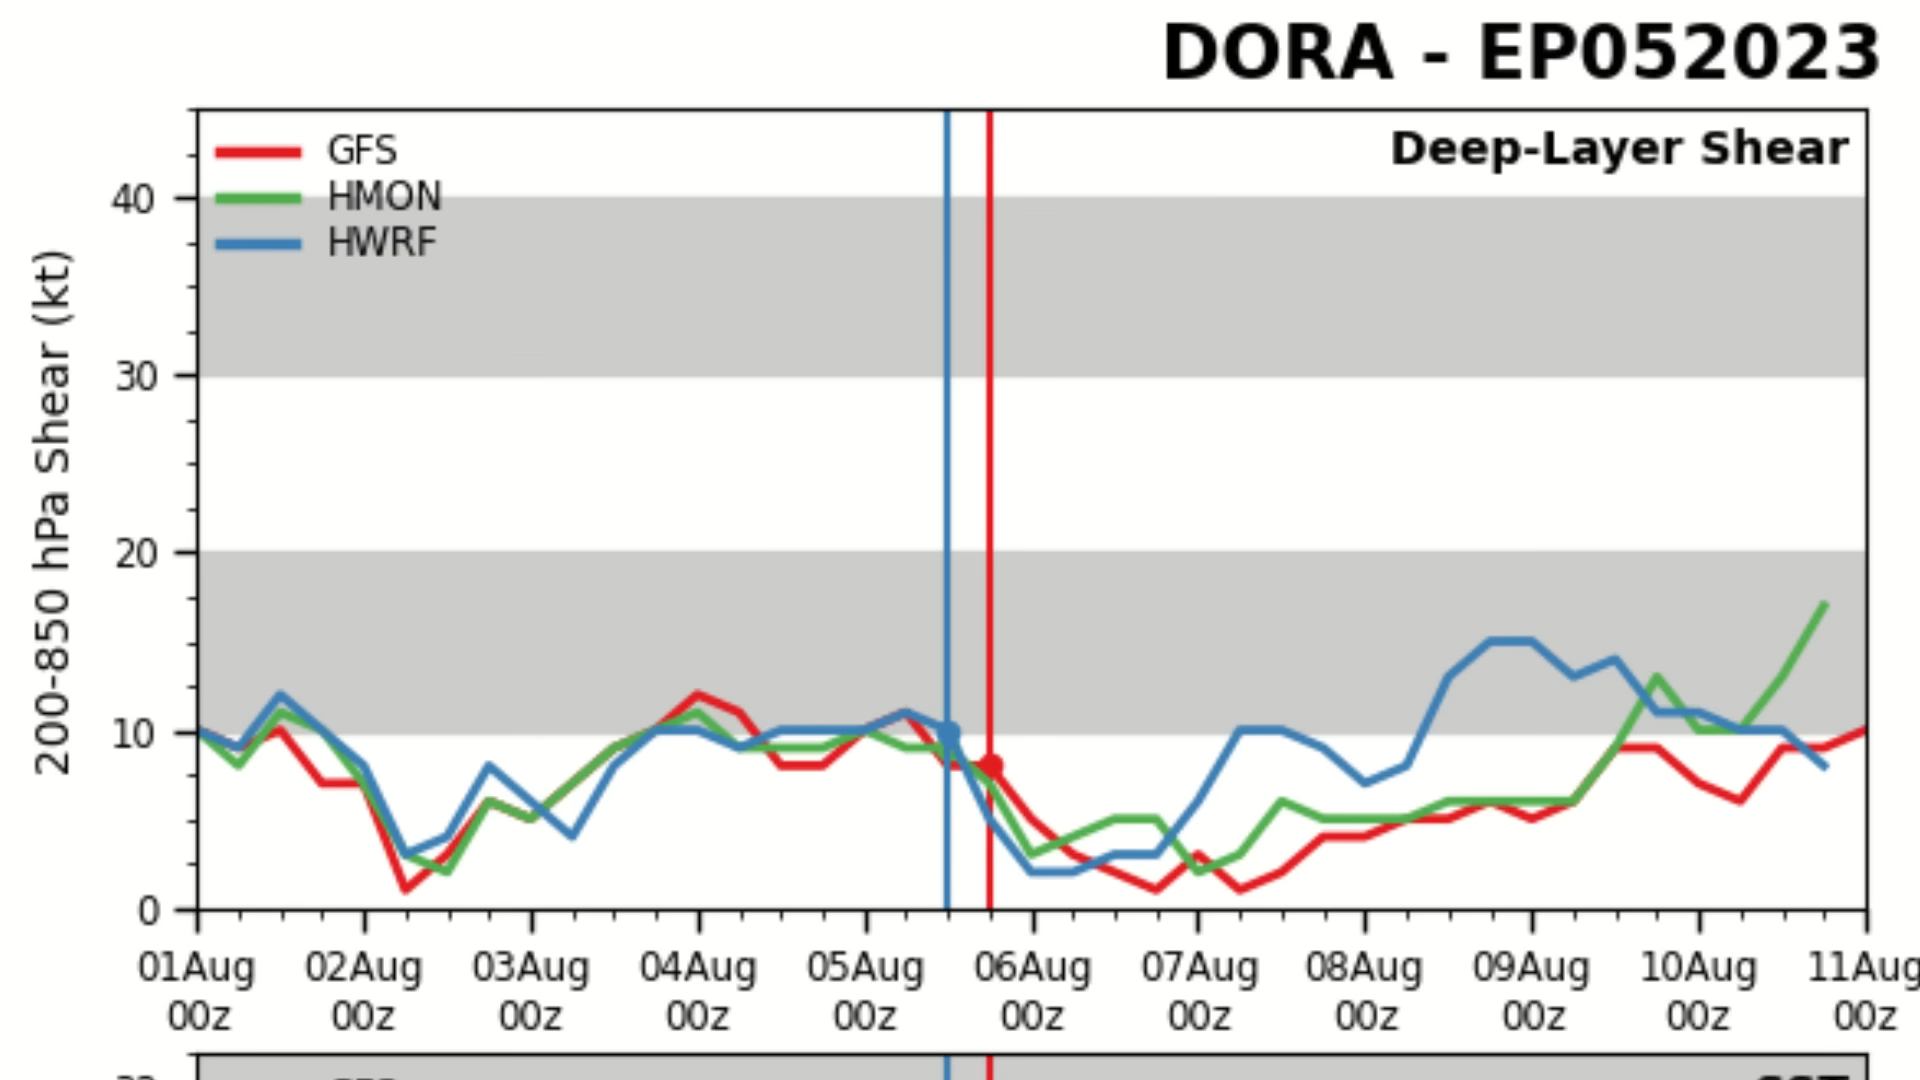 DORA - EP052023
Deep-Layer Shear
GFS
HMON
HWRF
200-850 hPa Shear (kt)
40
30
20
10
0
01Aug 02Aug 03Aug 04Aug 05Aug 06Aug 07Aug 08Aug 09Aug 10Aug 11Aug
00z 00z 00z 00z 00z 00z 00z 00z 00z 00z 00z